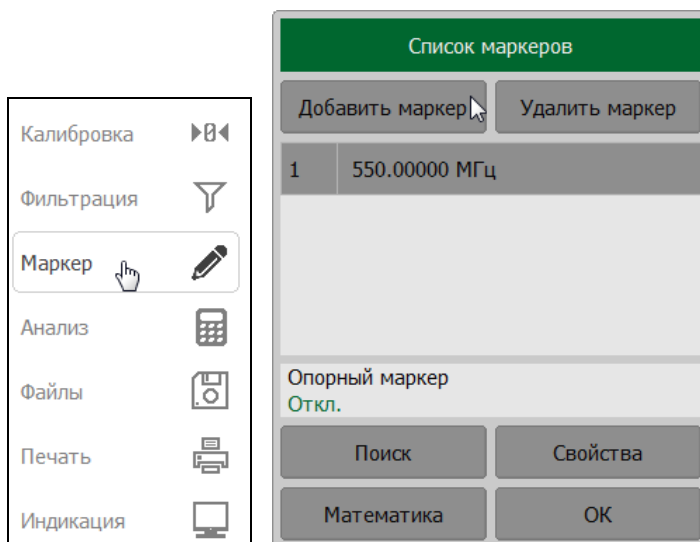 Калибровка
Фильтрация
Маркер
Анализ
Файлы
Печать
Индикация
Список маркеров
Добавить маркер Удалить маркер
1 550.00000 МГц
Опорный маркер
Откл.
Поиск Свойства
Математика ОК